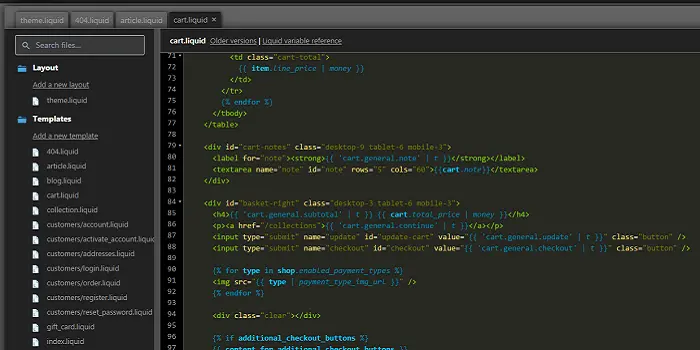 theme.liquid 404.liquid article.liquid cart.liquid ×
Search files...
Layout
Add a new layout
theme.liquid
Templates
Add a new template
404.liquid
article.liquid
blog.liquid
cart.liquid
collection.liquid
customers/account.liquid
customers/activate_account.liquid
customers/addresses.liquid
customers/login.liquid
customers/order.liquid
customers/register.liquid
customers/reset_password.liquid
gift_card.liquid
index.liquid
cart.liquid Older versions | Liquid variable reference
71 <td class="cart-total">
72 {{ item.line_price | money }}
73 </td>
74 </tr>
75 {% endfor %}
76 </tbody>
77 </table>
78
79 <div id="cart-notes" class="desktop-9 tablet-6 mobile-3">
80 <label for="note"><strong>{{ 'cart.general.note' | t }}</strong></label>
81 <textarea name="note" id="note" rows="5" cols="60">{{cart.note}}</textarea>
82 </div>
83
84 <div id="basket-right" class="desktop-3 tablet-6 mobile-3">
85 <h4>{{ 'cart.general.subtotal' | t }} {{ cart.total_price | money }}</h4>
86 <p><a href="/collections">{{ 'cart.general.continue' | t }}</a></p>
87 <input type="submit" name="update" id="update-cart" value="{{ 'cart.general.update' | t }}" class="button" />
88 <input type="submit" name="checkout" id="checkout" value="{{ 'cart.general.checkout' | t }}" class="button" />
89
90 {% for type in shop.enabled_payment_types %}
91 <img src="{{ type | payment_type_img_url }}" />
92 {% endfor %}
93
94 <div class="clear"></div>
95
96 {% if additional_checkout_buttons %}
97 {{ content_for_additional_checkout_buttons }}